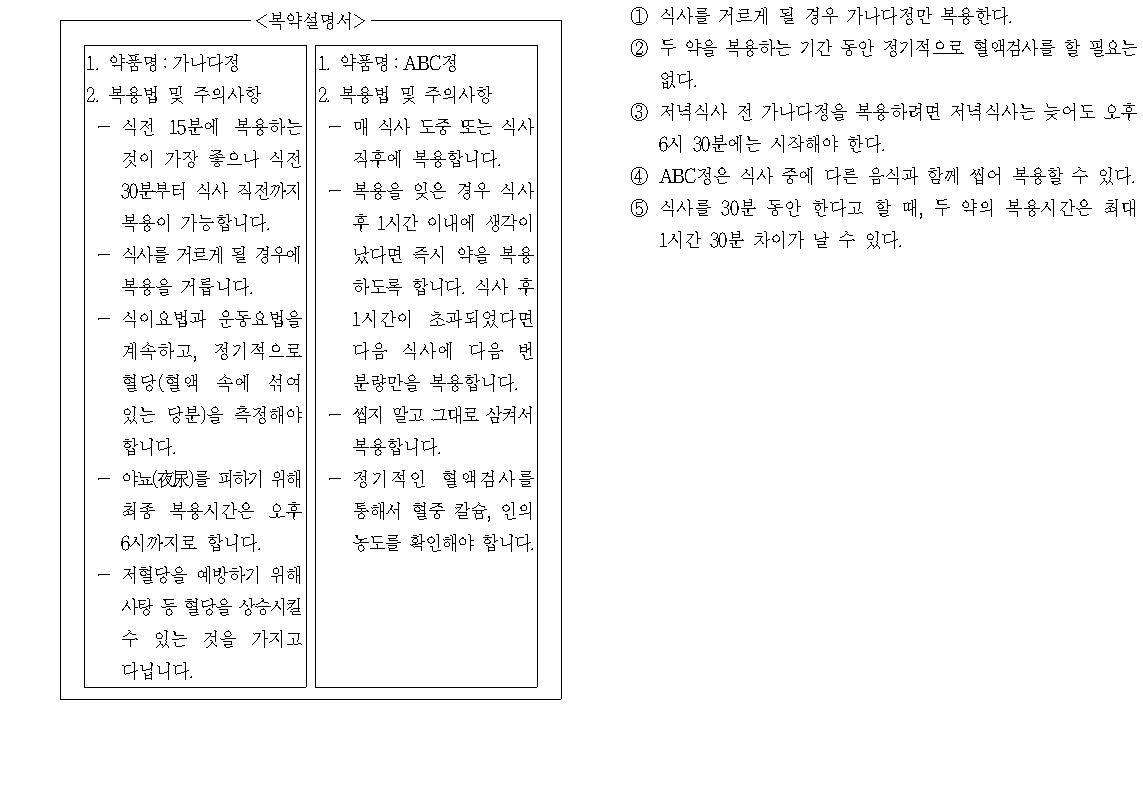 <복약설명서>
1. 약품명 : 가나다정
2. 복용법 및 주의사항
- 식전 15분에 복용하는
것이 가장 좋으나 식전
30분부터 식사 직전까지
복용이 가능합니다.
- 식사를 거르게 될 경우에
복용을 거릅니다.
- 식이요법과 운동요법을
계속하고, 정기적으로
혈당(혈액 속에 섞여
있는 당분)을 측정해야
합니다.
- 야뇨(夜尿)를 피하기 위해
최종 복용시간은 오후
6시까지로 합니다.
- 저혈당을 예방하기 위해
사탕 등 혈당을 상승시킬
수 있는 것을 가지고
다닙니다.
1. 약품명 : ABC정
2. 복용법 및 주의사항
- 매 식사 도중 또는 식사
직후에 복용합니다.
- 복용을 잊은 경우 식사
후 1시간 이내에 생각이
났다면 즉시 약을 복용
하도록 합니다. 식사 후
1시간이 초과되었다면
다음 식사에 다음 번
분량만을 복용합니다.
- 씹지 말고 그대로 삼켜서
복용합니다.
- 정기적인 혈액검사를
통해서 혈중 칼슘, 인의
농도를 확인해야 합니다.
① 식사를 거르게 될 경우 가나다정만 복용한다.
② 두 약을 복용하는 기간 동안 정기적으로 혈액검사를 할 필요는
없다.
③ 저녁식사 전 가나다정을 복용하려면 저녁식사는 늦어도 오후
6시 30분에는 시작해야 한다.
④ ABC정은 식사 중에 다른 음식과 함께 씹어 복용할 수 있다.
⑤ 식사를 30분 동안 한다고 할 때, 두 약의 복용시간은 최대
1시간 30분 차이가 날 수 있다.